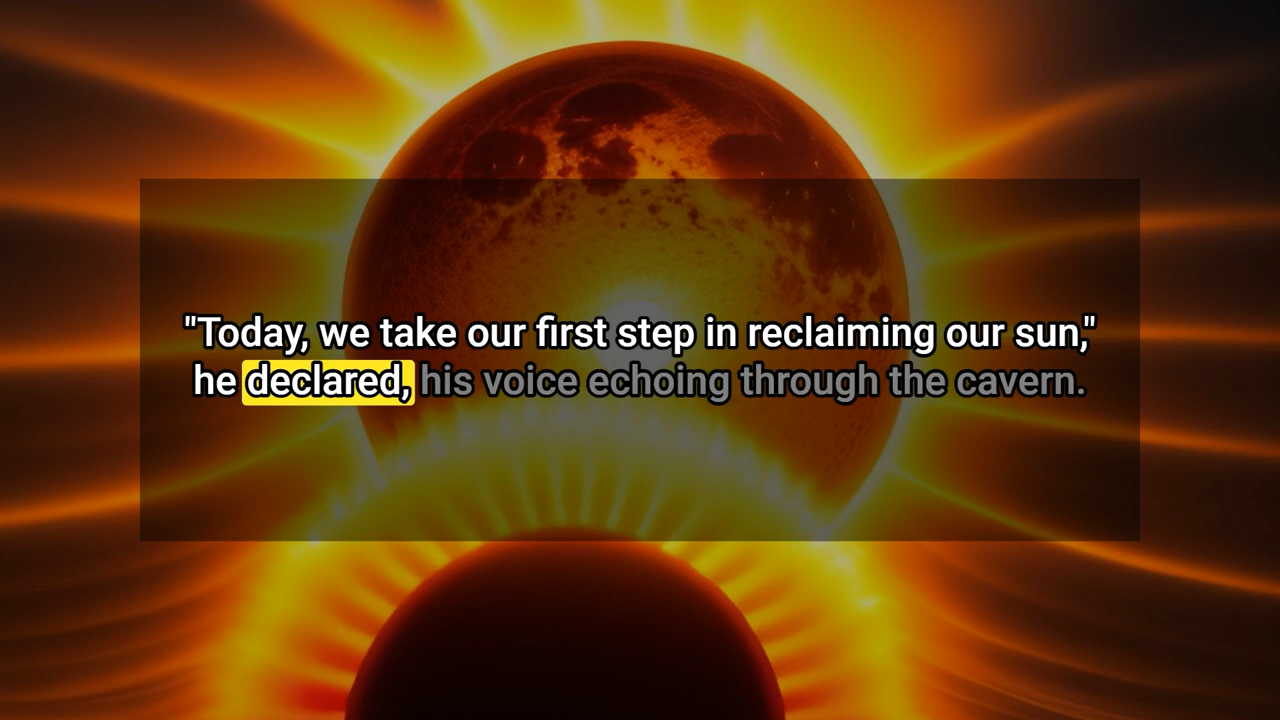 "Today, we take our first step in reclaiming our sun,"
he declared, his voice echoing through the cavern.